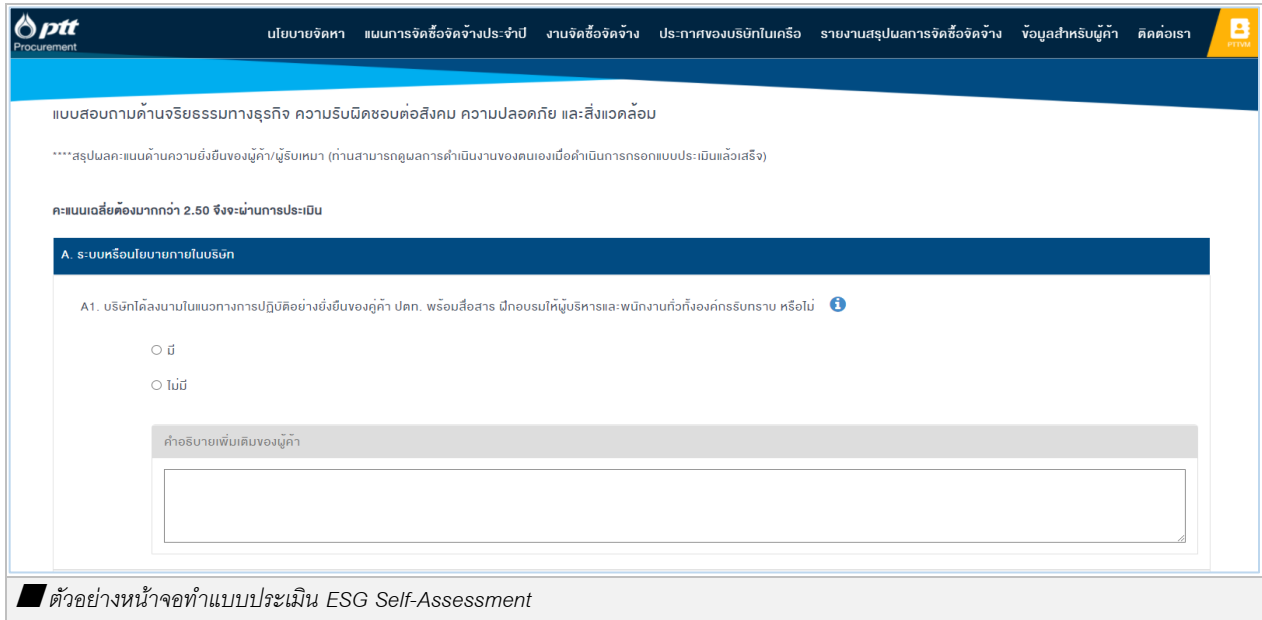 ptt
Procurement
นโยบายจัดหา แผนการจัดซื้อจัดจ้างประจำปี งานจัดซื้อจัดจ้าง ประกาศของบริษัทในเครือ รายงานสรุปผลการจัดซื้อจัดจ้าง ข้อมูลสำหรับผู้ค้า ติดต่อเรา
PTTVM
แบบสอบถามด้านจริยธรรมทางธุรกิจ ความรับผิดชอบต่อสังคม ความปลอดภัย และสิ่งแวดล้อม
****สรุปผลคะแนนด้านความยั่งยืนของผู้ค้า/ผู้รับเหมา (ท่านสามารถดูผลการดำเนินงานของตนเองเมื่อดำเนินการกรอกแบบประเมินแล้วเสร็จ)
คะแนนเฉลี่ยต้องมากกว่า 2.50 จึงจะผ่านการประเมิน
A. ระบบหรือนโยบายภายในบริษัท
A1. บริษัทได้ลงนามในแนวทางการปฏิบัติอย่างยั่งยืนของคู่ค้า ปตท. พร้อมสื่อสาร ฝึกอบรมให้ผู้บริหารและพนักงานทั่วทั้งองค์กรรับทราบ หรือไม่
มี
ไม่มี
คำอธิบายเพิ่มเติมของผู้ค้า
ตัวอย่างหน้าจอทำแบบประเมิน ESG Self-Assessment